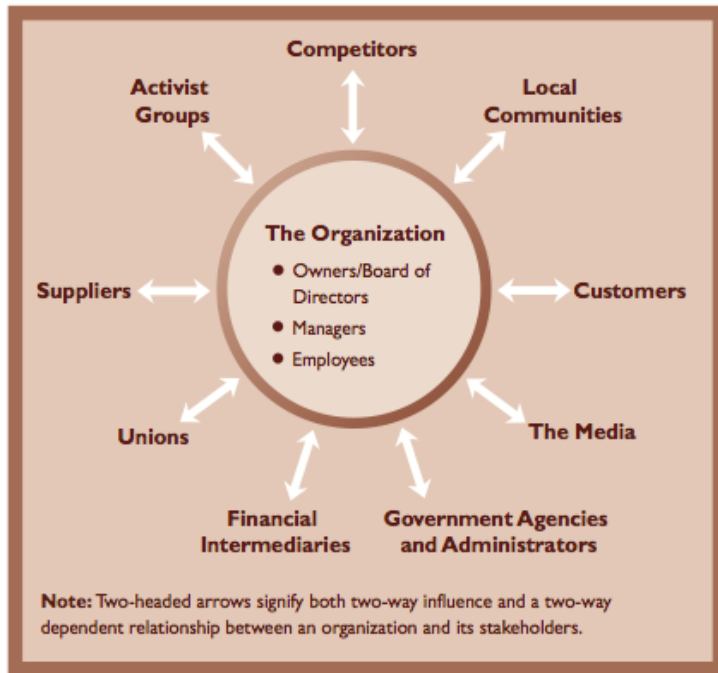 Competitors
Activist
Groups
Local
Communities
The Organization
● Owners/Board of
Directors
● Managers
● Employees
Suppliers
Customers
Unions
The Media
Financial
Intermediaries
Government Agencies
and Administrators
Note: Two-headed arrows signify both two-way influence and a two-way
dependent relationship between an organization and its stakeholders.